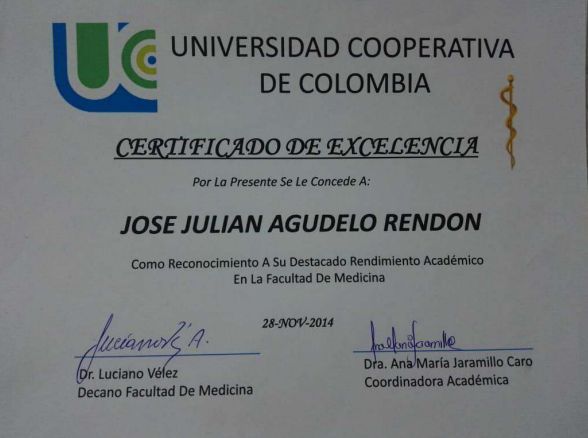 UC
UNIVERSIDAD COOPERATIVA
DE COLOMBIA
CERTIFICADO DE EXCELENCIA
Por La Presente Se Le Concede A:
JOSE JULIAN AGUDELO RENDON
Como Reconocimiento A Su Destacado Rendimiento Académico
En La Facultad De Medicina
28-NOV-2014
Dr. Luciano Vélez
Decano Facultad De Medicina
Dra. Ana María Jaramillo Caro
Coordinadora Académica